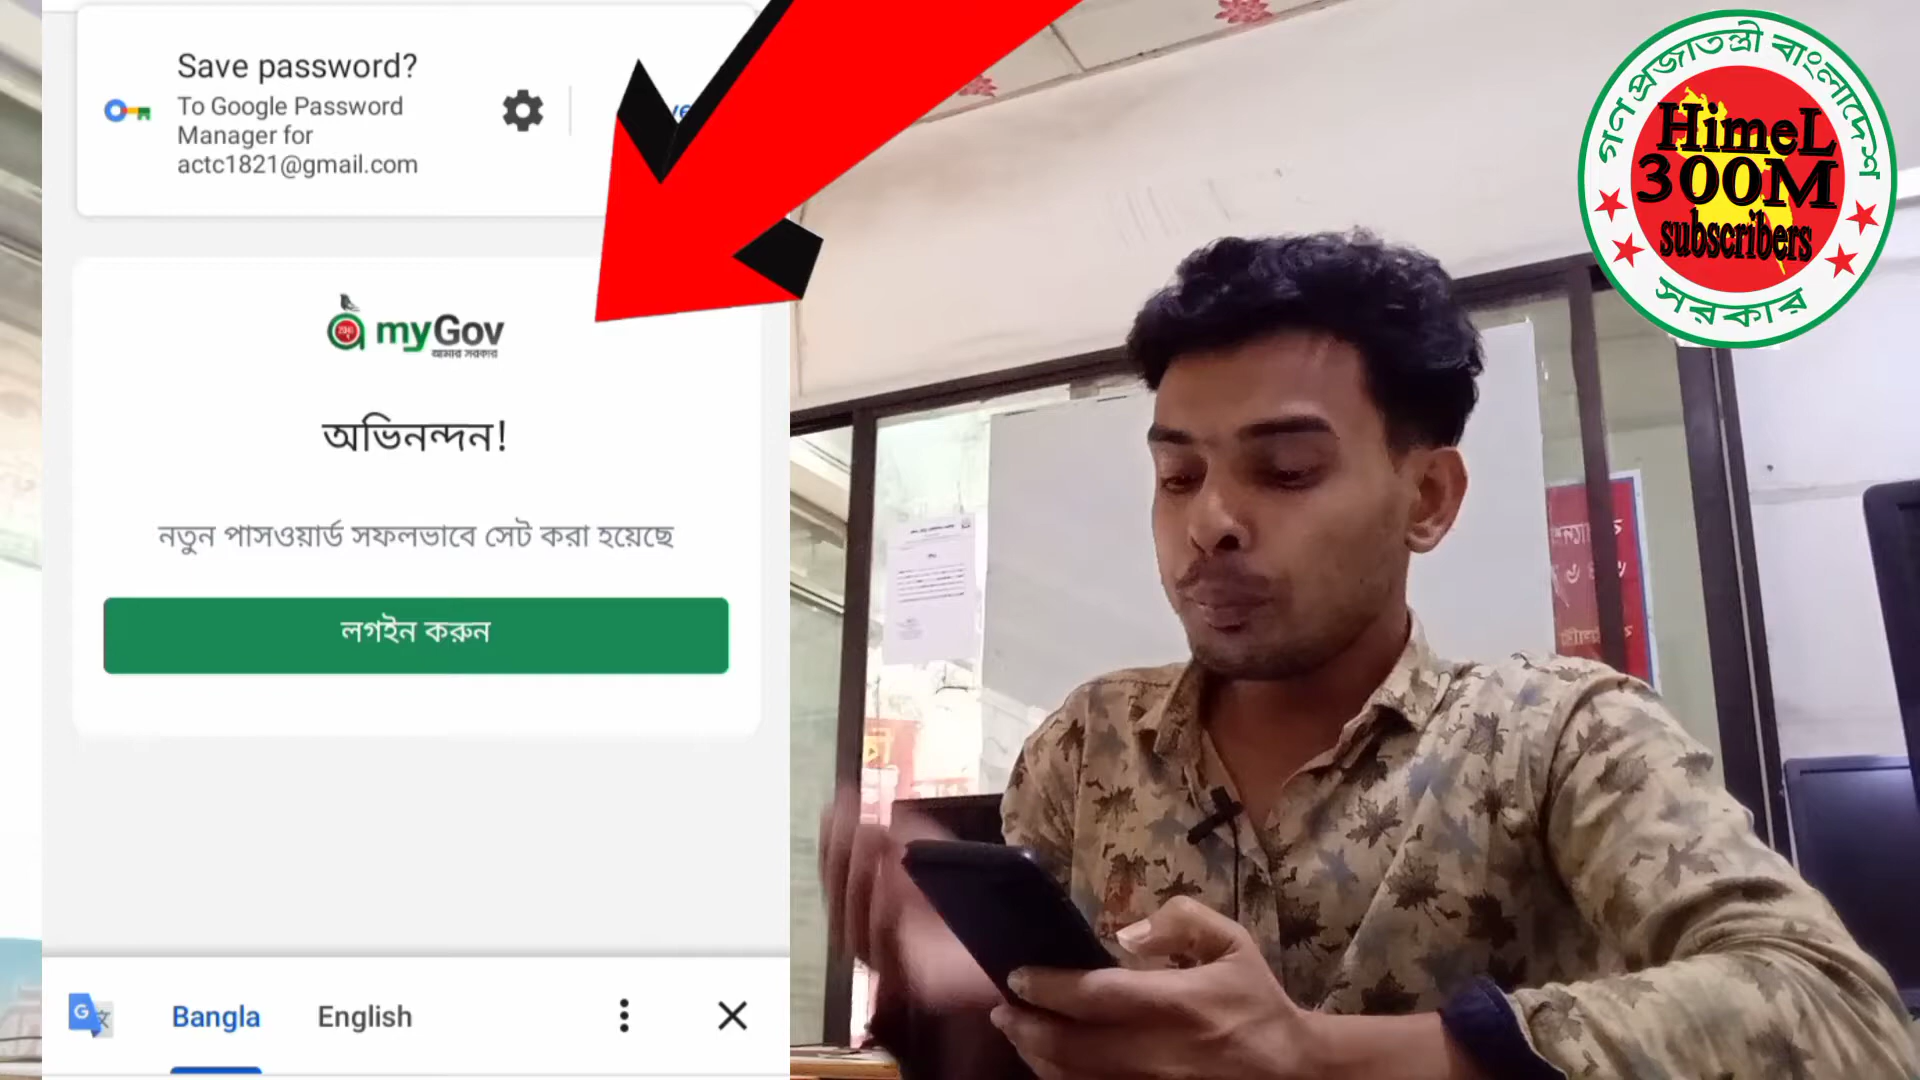 Save password?
To Google Password
Manager for
actc1821@gmail.com
myGov
আমার সরকার
অভিনন্দন!
নতুন পাসওয়ার্ড সফলভাবে সেট করা হয়েছে
লগইন করুন
Bangla English
গণপ্রজাতন্ত্রী বাংলাদেশ
HimeL
300M
subscribers
সরকার